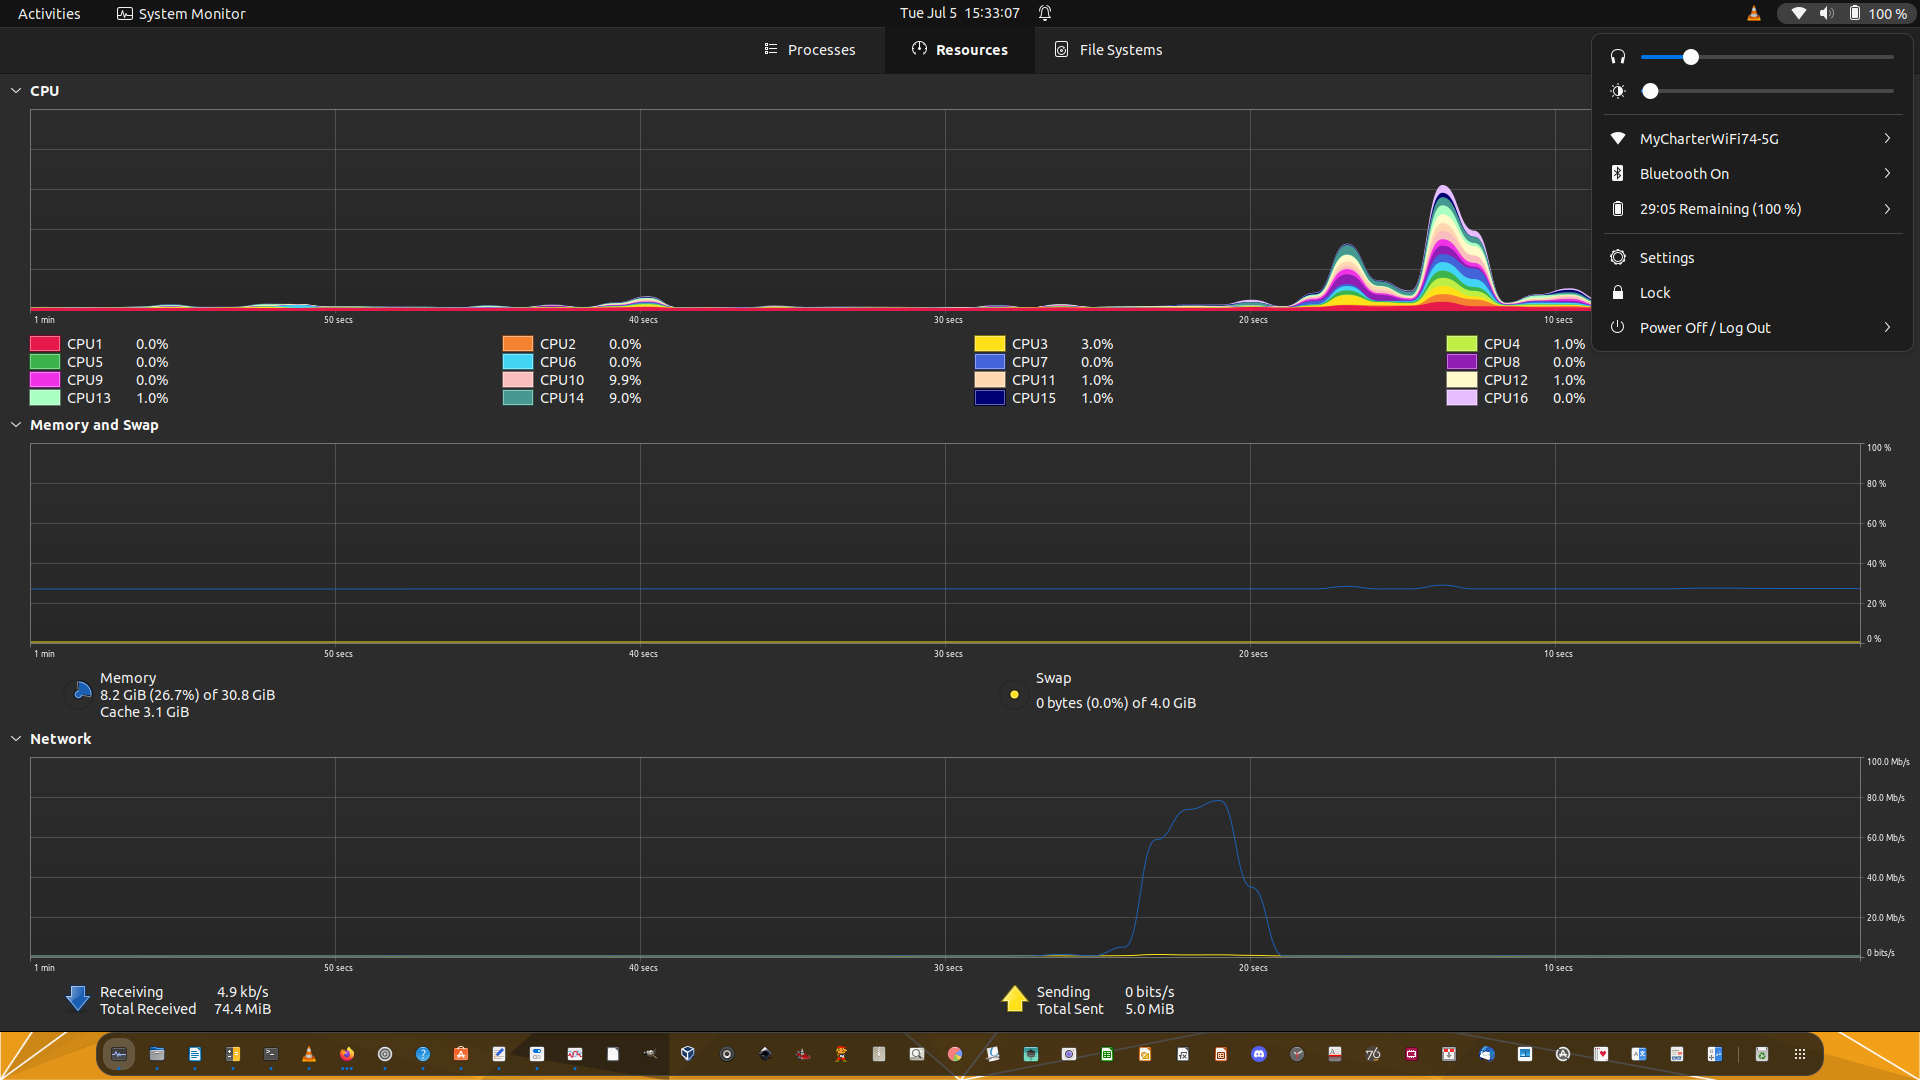 Activities
System Monitor
Tue Jul 5 15:33:07
100 %
Processes
Resources
File Systems
CPU
1 min
50 secs
40 secs
30 secs
20 secs
10 secs
CPU1 0.0%
CPU2 0.0%
CPU3 3.0%
CPU4 1.0%
CPU5 0.0%
CPU6 0.0%
CPU7 0.0%
CPU8 0.0%
CPU9 0.0%
CPU10 9.9%
CPU11 1.0%
CPU12 1.0%
CPU13 1.0%
CPU14 9.0%
CPU15 1.0%
CPU16 0.0%
MyCharterWiFi74-5G
Bluetooth On
29:05 Remaining (100 %)
Settings
Lock
Power Off / Log Out
Memory and Swap
100 %
80 %
60 %
40 %
20 %
0 %
1 min
50 secs
40 secs
30 secs
20 secs
10 secs
Memory
8.2 GiB (26.7%) of 30.8 GiB
Cache 3.1 GiB
Swap
0 bytes (0.0%) of 4.0 GiB
Network
100.0 Mb/s
80.0 Mb/s
60.0 Mb/s
40.0 Mb/s
20.0 Mb/s
0 bits/s
1 min
50 secs
40 secs
30 secs
20 secs
10 secs
Receiving 4.9 kb/s
Total Received 74.4 MiB
Sending 0 bits/s
Total Sent 5.0 MiB